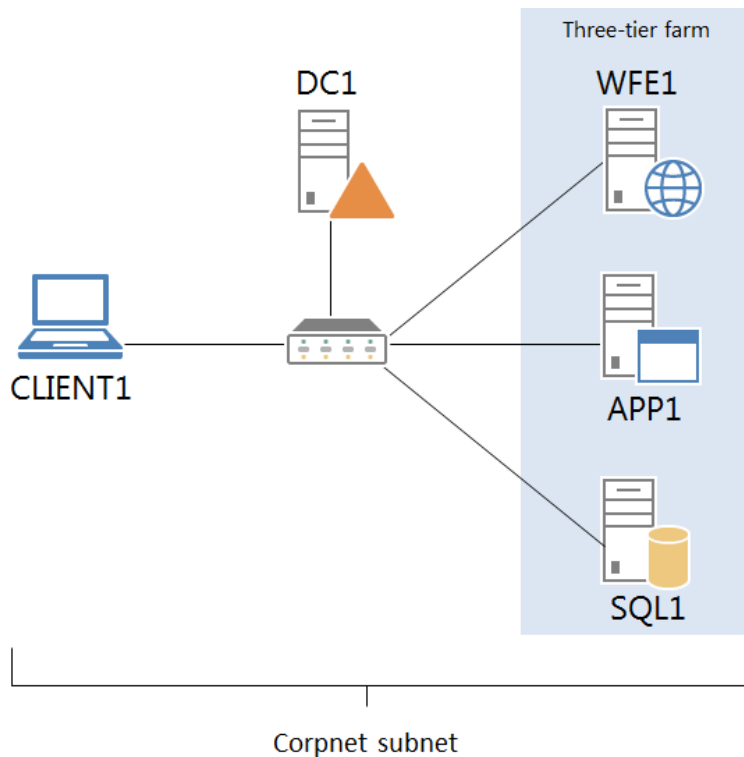 Three-tier farm
DC1
WFE1
CLIENT1
APP1
SQL1
Corpnet subnet